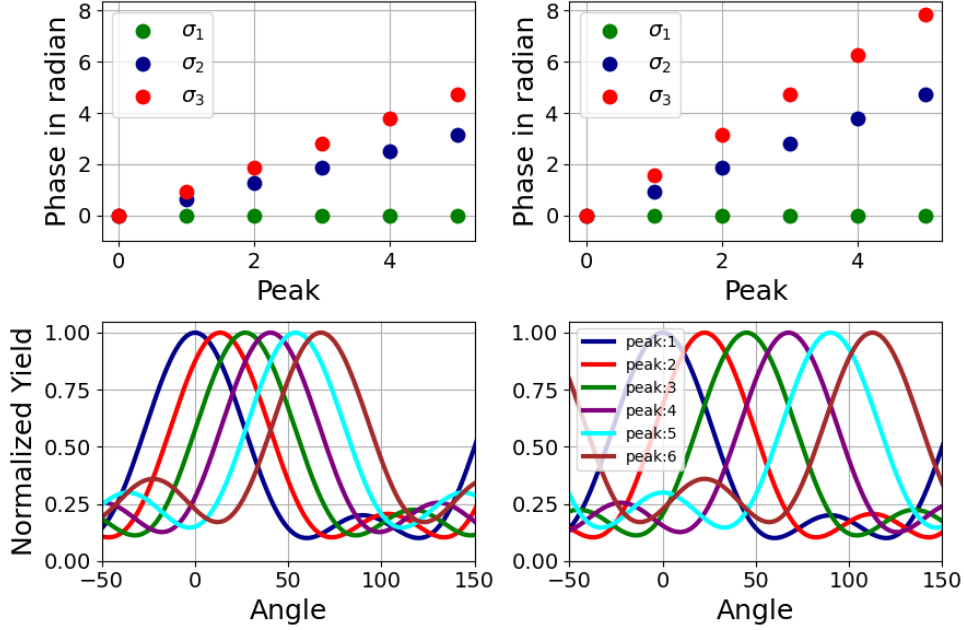 Phase in radian
8
6
4
2
0
σ1
σ2
σ3
0 2 4
Peak
Phase in radian
8
6
4
2
0
σ1
σ2
σ3
0 2 4
Peak
Normalized Yield
1.00
0.75
0.50
0.25
0.00
−50 0 50 100 150
Angle
1.00
0.75
0.50
0.25
0.00
peak:1
peak:2
peak:3
peak:4
peak:5
peak:6
−50 0 50 100 150
Angle